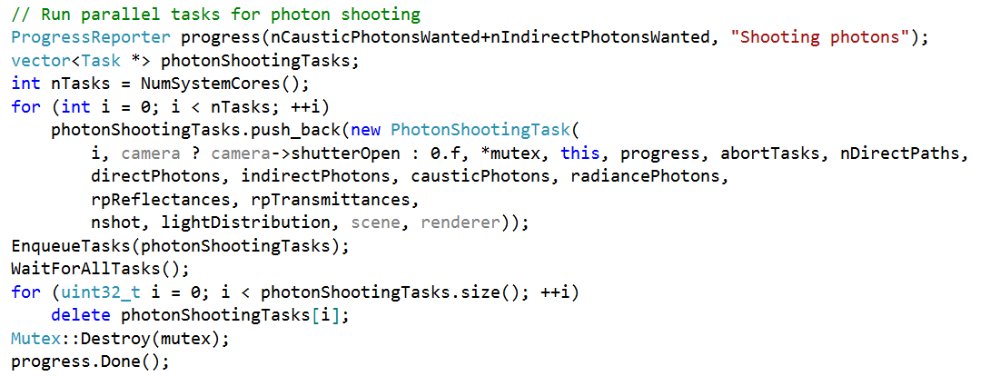 // Run parallel tasks for photon shooting
ProgressReporter progress(nCausticPhotonsWanted+nIndirectPhotonsWanted, "Shooting photons");
vector<Task *> photonShootingTasks;
int nTasks = NumSystemCores();
for (int i = 0; i < nTasks; ++i)
    photonShootingTasks.push_back(new PhotonShootingTask(
        i, camera ? camera->shutterOpen : 0.f, *mutex, this, progress, abortTasks, nDirectPaths,
        directPhotons, indirectPhotons, causticPhotons, radiancePhotons,
        rpReflectances, rpTransmittances,
        nshot, lightDistribution, scene, renderer));
EnqueueTasks(photonShootingTasks);
WaitForAllTasks();
for (uint32_t i = 0; i < photonShootingTasks.size(); ++i)
    delete photonShootingTasks[i];
Mutex::Destroy(mutex);
progress.Done();